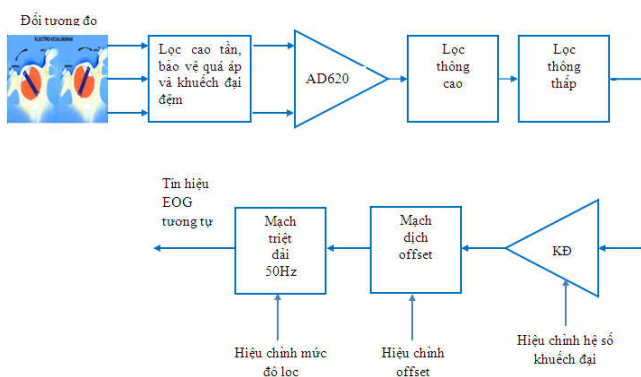 Đối tượng đo
ELECTRO-OCULOGRAM
Lọc cao tần,
bảo vệ quá áp
và khuếch đại
đệm
AD620
Lọc
thông
cao
Lọc
thông
thấp
Tín hiệu
EOG
tương tự
Mạch
triệt
dải
50Hz
Mạch
dịch
offset
KĐ
Hiệu chỉnh mức
độ lọc
Hiệu chỉnh
offset
Hiệu chỉnh hệ số
khuếch đại